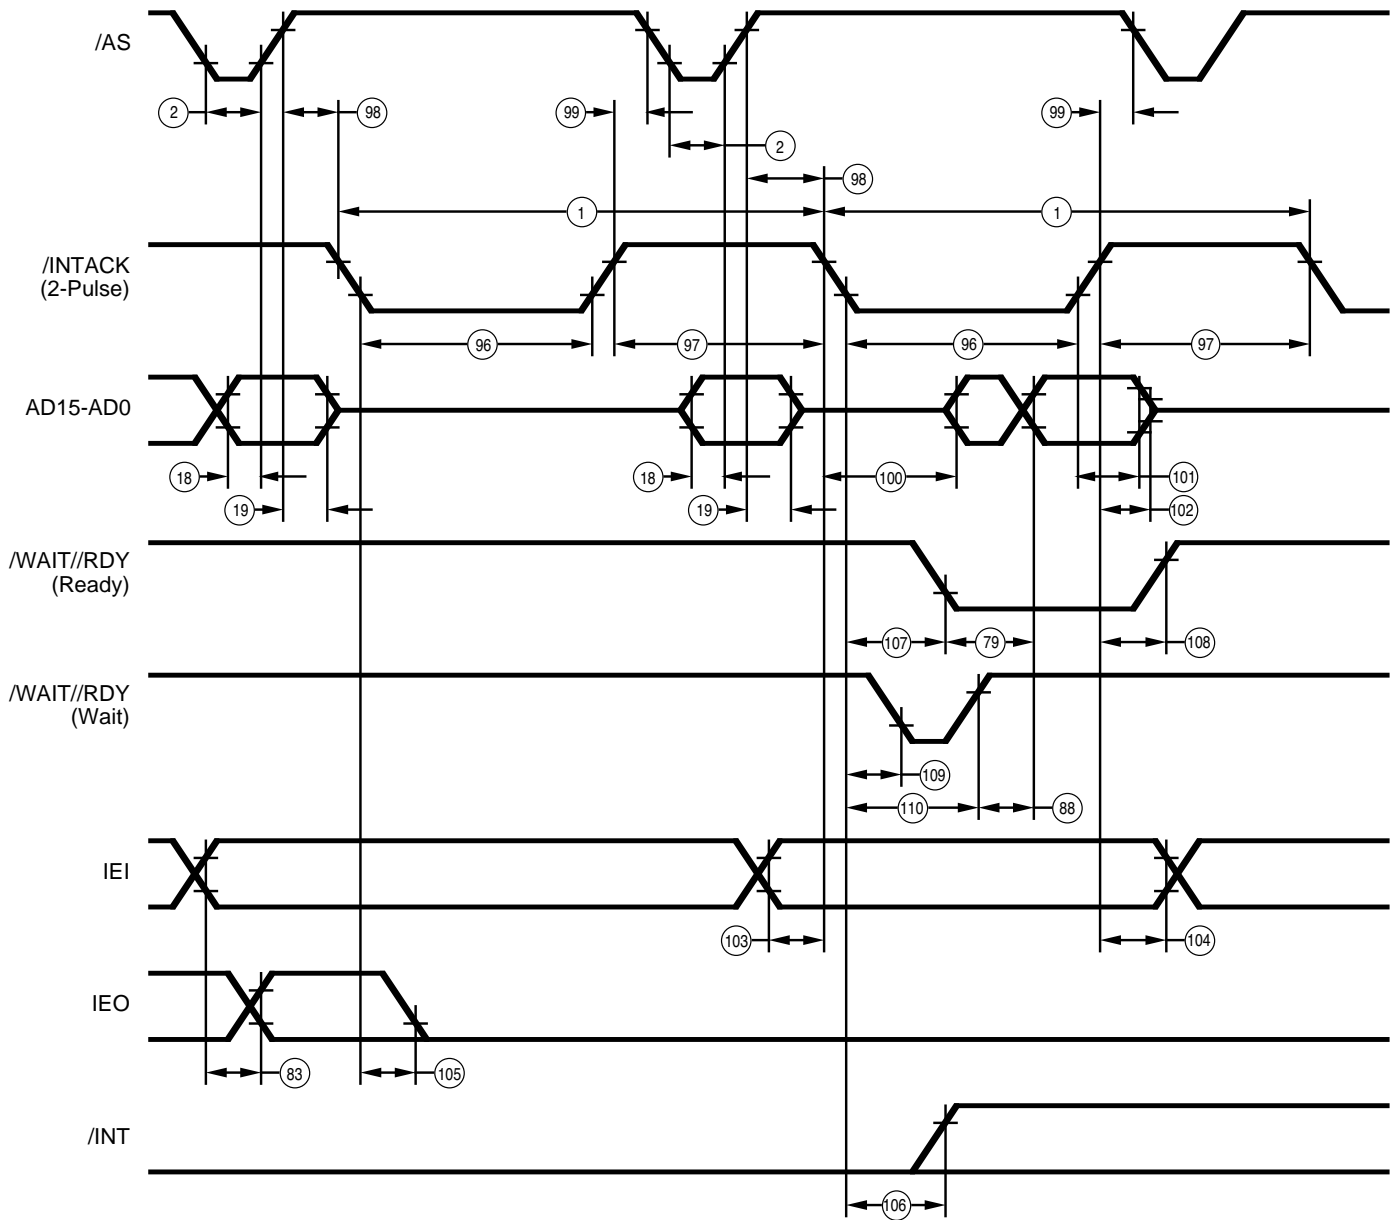 /AS
2
98
99
2
99
98
1
1
/INTACK
(2-Pulse)
96
97
96
97
AD15-AD0
18
19
18
19
100
101
102
/WAIT//RDY
(Ready)
107
79
108
/WAIT//RDY
(Wait)
109
110
88
IEI
103
104
IEO
83
105
/INT
106